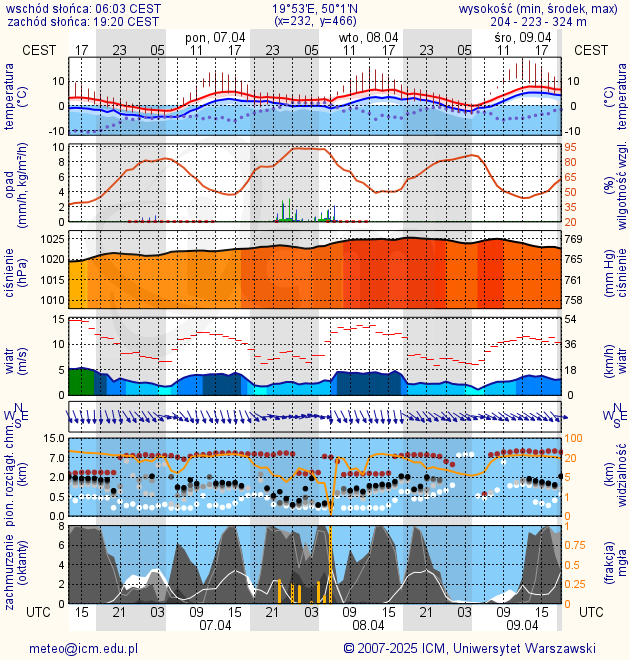 wschód słońca: 06:03 CEST 19°53'E, 50°1'N wysokość (min, środek, max)
zachód słońca: 19:20 CEST (x=232, y=466) 204 - 223 - 324 m
pon, 07.04 wto, 08.04 śro, 09.04
CEST 17 23 05 11 17 23 05 11 17 23 05 11 17 CEST
temperatura (°C) 10 0 -10 10 0 -10 temperatura (°C)
opad (mm/h, kg/m²/h) 10 8 6 4 2 0 95 80 65 50 35 20 (%) wilgotność wzgl.
ciśnienie (hPa) 1025 1020 1015 1010 769 765 761 758 (mm Hg) ciśnienie
wiatr (m/s) 15 10 5 0 54 36 18 0 (km/h) wiatr
N W E S N W E S
pion. rozciągł. chm. (km) 15.0 7.0 2.0 0.5 0.0 100 20 5 1 0 (km) widzialność
zachmurzenie (oktanty) 8 6 4 2 0 1 0.75 0.5 0.25 0 (frakcja) mgła
UTC 15 21 03 09 15 21 03 09 15 21 03 09 15 UTC
07.04 08.04 09.04
meteo@icm.edu.pl © 2007-2025 ICM, Uniwersytet Warszawski